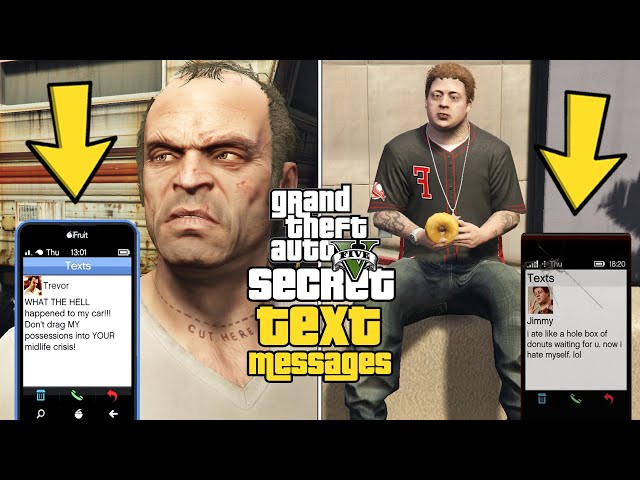 iFruit
Thu 13:01
Texts
Trevor
WHAT THE HELL
happened to my car!!!
Don't drag MY
possessions into YOUR
midlife crisis!
CUT HERE
grand
theft
auto
V
FIVE
secret
text
messages
F
Thu 18:20
Texts
Jimmy
i ate like a hole box of
donuts waiting for u. now i
hate myself. lol